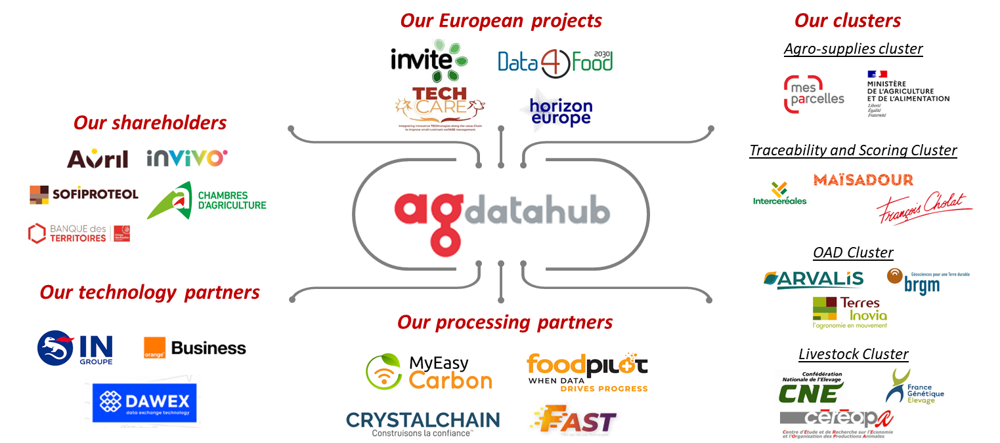 Our European projects
invite
Data4Food
2030
TECH
CARE
Integrating innovative TECHnologies along the value Chain
to improve small ruminant welfARE management
horizon
europe
Our clusters
Agro-supplies cluster
mes
parcelles
MINISTÈRE
DE L'AGRICULTURE
ET DE L'ALIMENTATION
Liberté
Égalité
Fraternité
Traceability and Scoring Cluster
Intercéréales
MAÏSADOUR
François Cholat
OAD Cluster
ARVALIS
Géosciences pour une Terre durable
brgm
Terres
Inovia
l'agronomie en mouvement
Livestock Cluster
Confédération
Nationale de l'Elevage
CNE
France
Génétique
Elevage
céréopa
Centre d'Etude et de Recherche sur l'Economie
et l'Organisation des Productions Animales
Our shareholders
Avril
invivo
SOFIPROTEOL
CHAMBRES
D'AGRICULTURE
BANQUE des
TERRITOIRES
agdatahub
Our technology partners
IN
GROUPE
orange
Business
DAWEX
data exchange technology
Our processing partners
MyEasy
Carbon
foodpilot
WHEN DATA
DRIVES PROGRESS
CRYSTALCHAIN
Construisons la confiance™
FAST